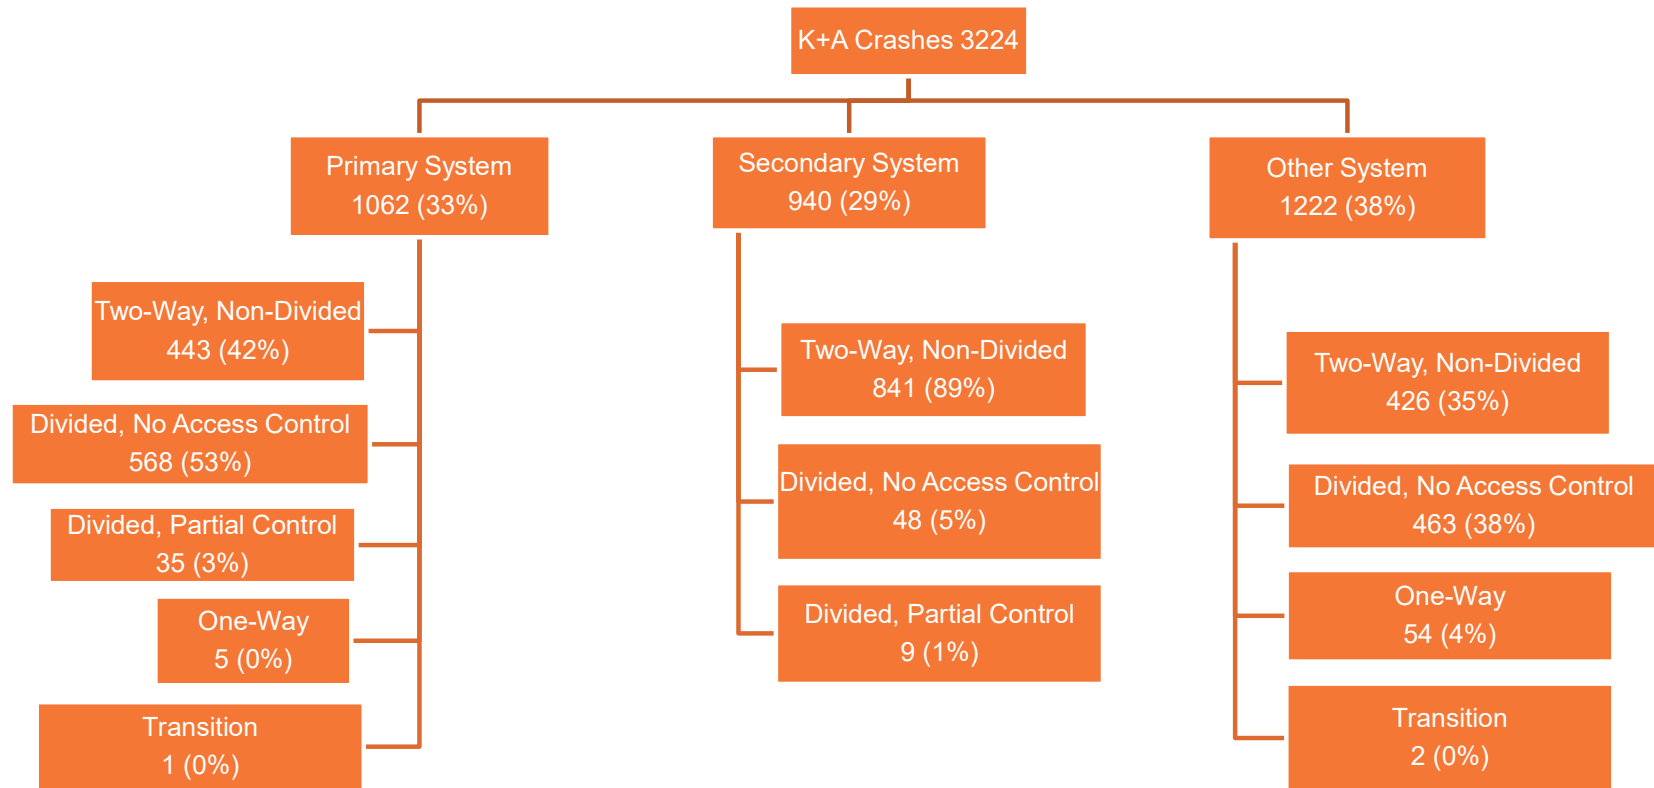 K+A Crashes 3224
Primary System
1062 (33%)
Two-Way, Non-Divided
443 (42%)
Divided, No Access Control
568 (53%)
Divided, Partial Control
35 (3%)
One-Way
5 (0%)
Transition
1 (0%)
Secondary System
940 (29%)
Two-Way, Non-Divided
841 (89%)
Divided, No Access Control
48 (5%)
Divided, Partial Control
9 (1%)
Other System
1222 (38%)
Two-Way, Non-Divided
426 (35%)
Divided, No Access Control
463 (38%)
One-Way
54 (4%)
Transition
2 (0%)